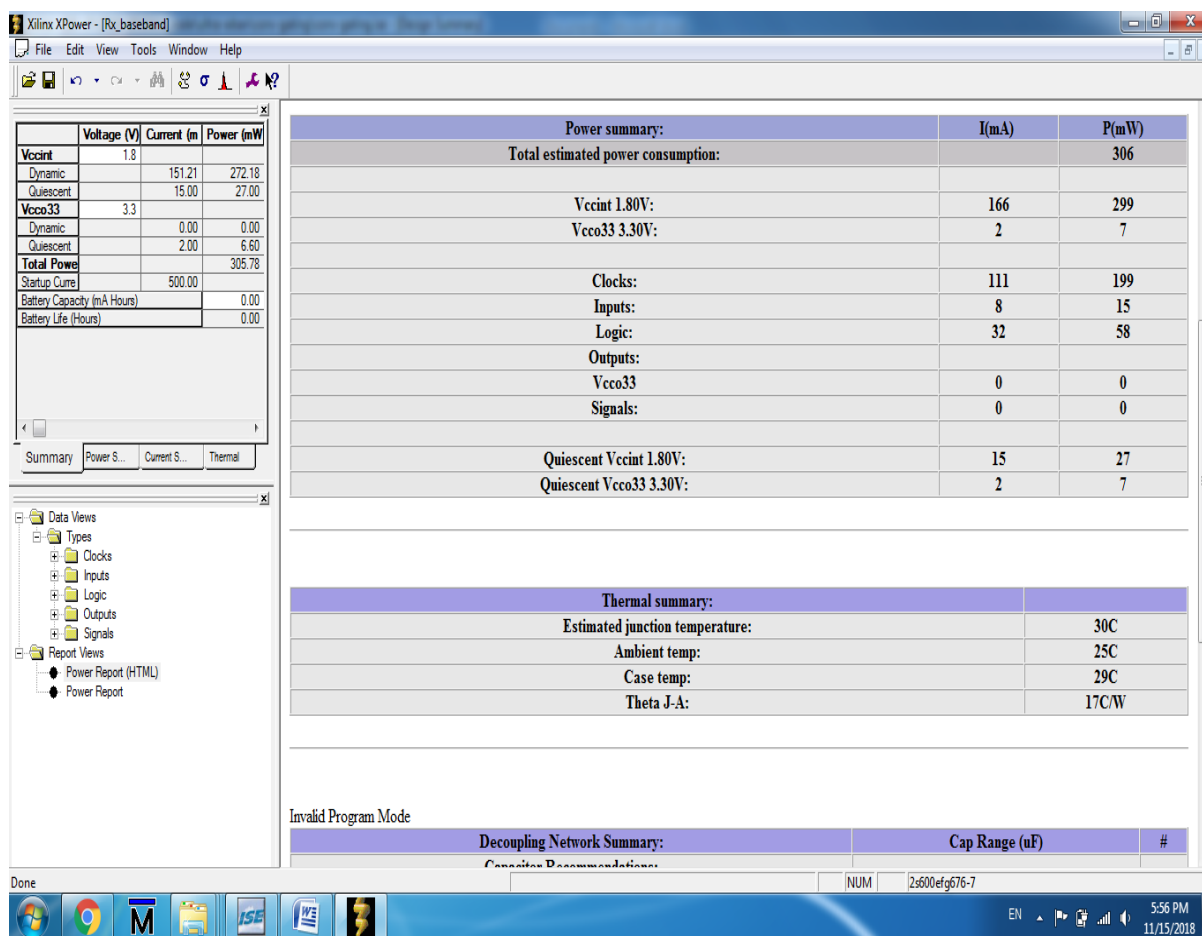 Xilinx XPower - [Rx_baseband]
File Edit View Tools Window Help
Voltage (V) Current (m Power (mW
Vccint 1.8
Dynamic 151.21 272.18
Quiescent 15.00 27.00
Vcco33 3.3
Dynamic 0.00 0.00
Quiescent 2.00 6.60
Total Powe 305.78
Startup Curre 500.00
Battery Capacity (mA Hours) 0.00
Battery Life (Hours) 0.00
Summary Power S... Current S... Thermal
Data Views
Types
Clocks
Inputs
Logic
Outputs
Signals
Report Views
Power Report (HTML)
Power Report
Power summary: I(mA) P(mW)
Total estimated power consumption: 306
Vccint 1.80V: 166 299
Vcco33 3.30V: 2 7
Clocks: 111 199
Inputs: 8 15
Logic: 32 58
Outputs:
Vcco33 0 0
Signals: 0 0
Quiescent Vccint 1.80V: 15 27
Quiescent Vcco33 3.30V: 2 7
Thermal summary:
Estimated junction temperature: 30C
Ambient temp: 25C
Case temp: 29C
Theta J-A: 17C/W
Invalid Program Mode
Decoupling Network Summary: Cap Range (uF) #
Capacitor Recommendations:
Done NUM 2s600efg676-7
M ISE W EN 5:56 PM
11/15/2018